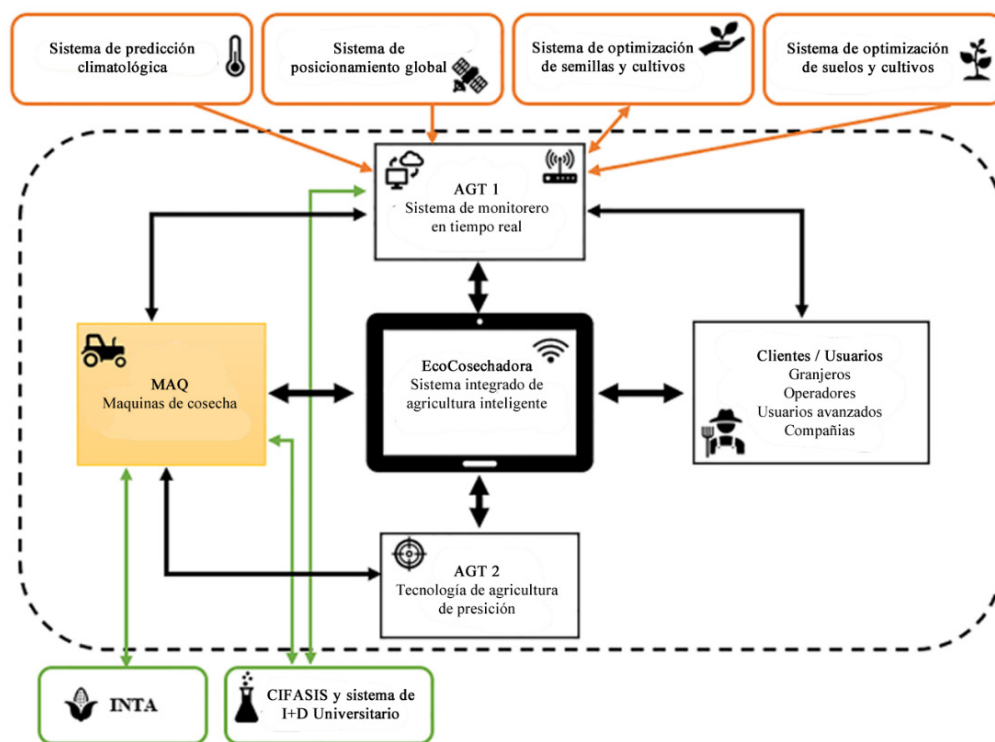 Sistema de predicción
climatológica
Sistema de
posicionamiento global
Sistema de optimización
de semillas y cultivos
Sistema de optimización
de suelos y cultivos
AGT 1
Sistema de monitorero
en tiempo real
MAQ
Maquinas de cosecha
EcoCosechadora
Sistema integrado de
agricultura inteligente
Clientes / Usuarios
Granjeros
Operadores
Usuarios avanzados
Compañias
AGT 2
Tecnología de agricultura
de presición
INTA
CIFASIS y sistema de
I+D Universitario